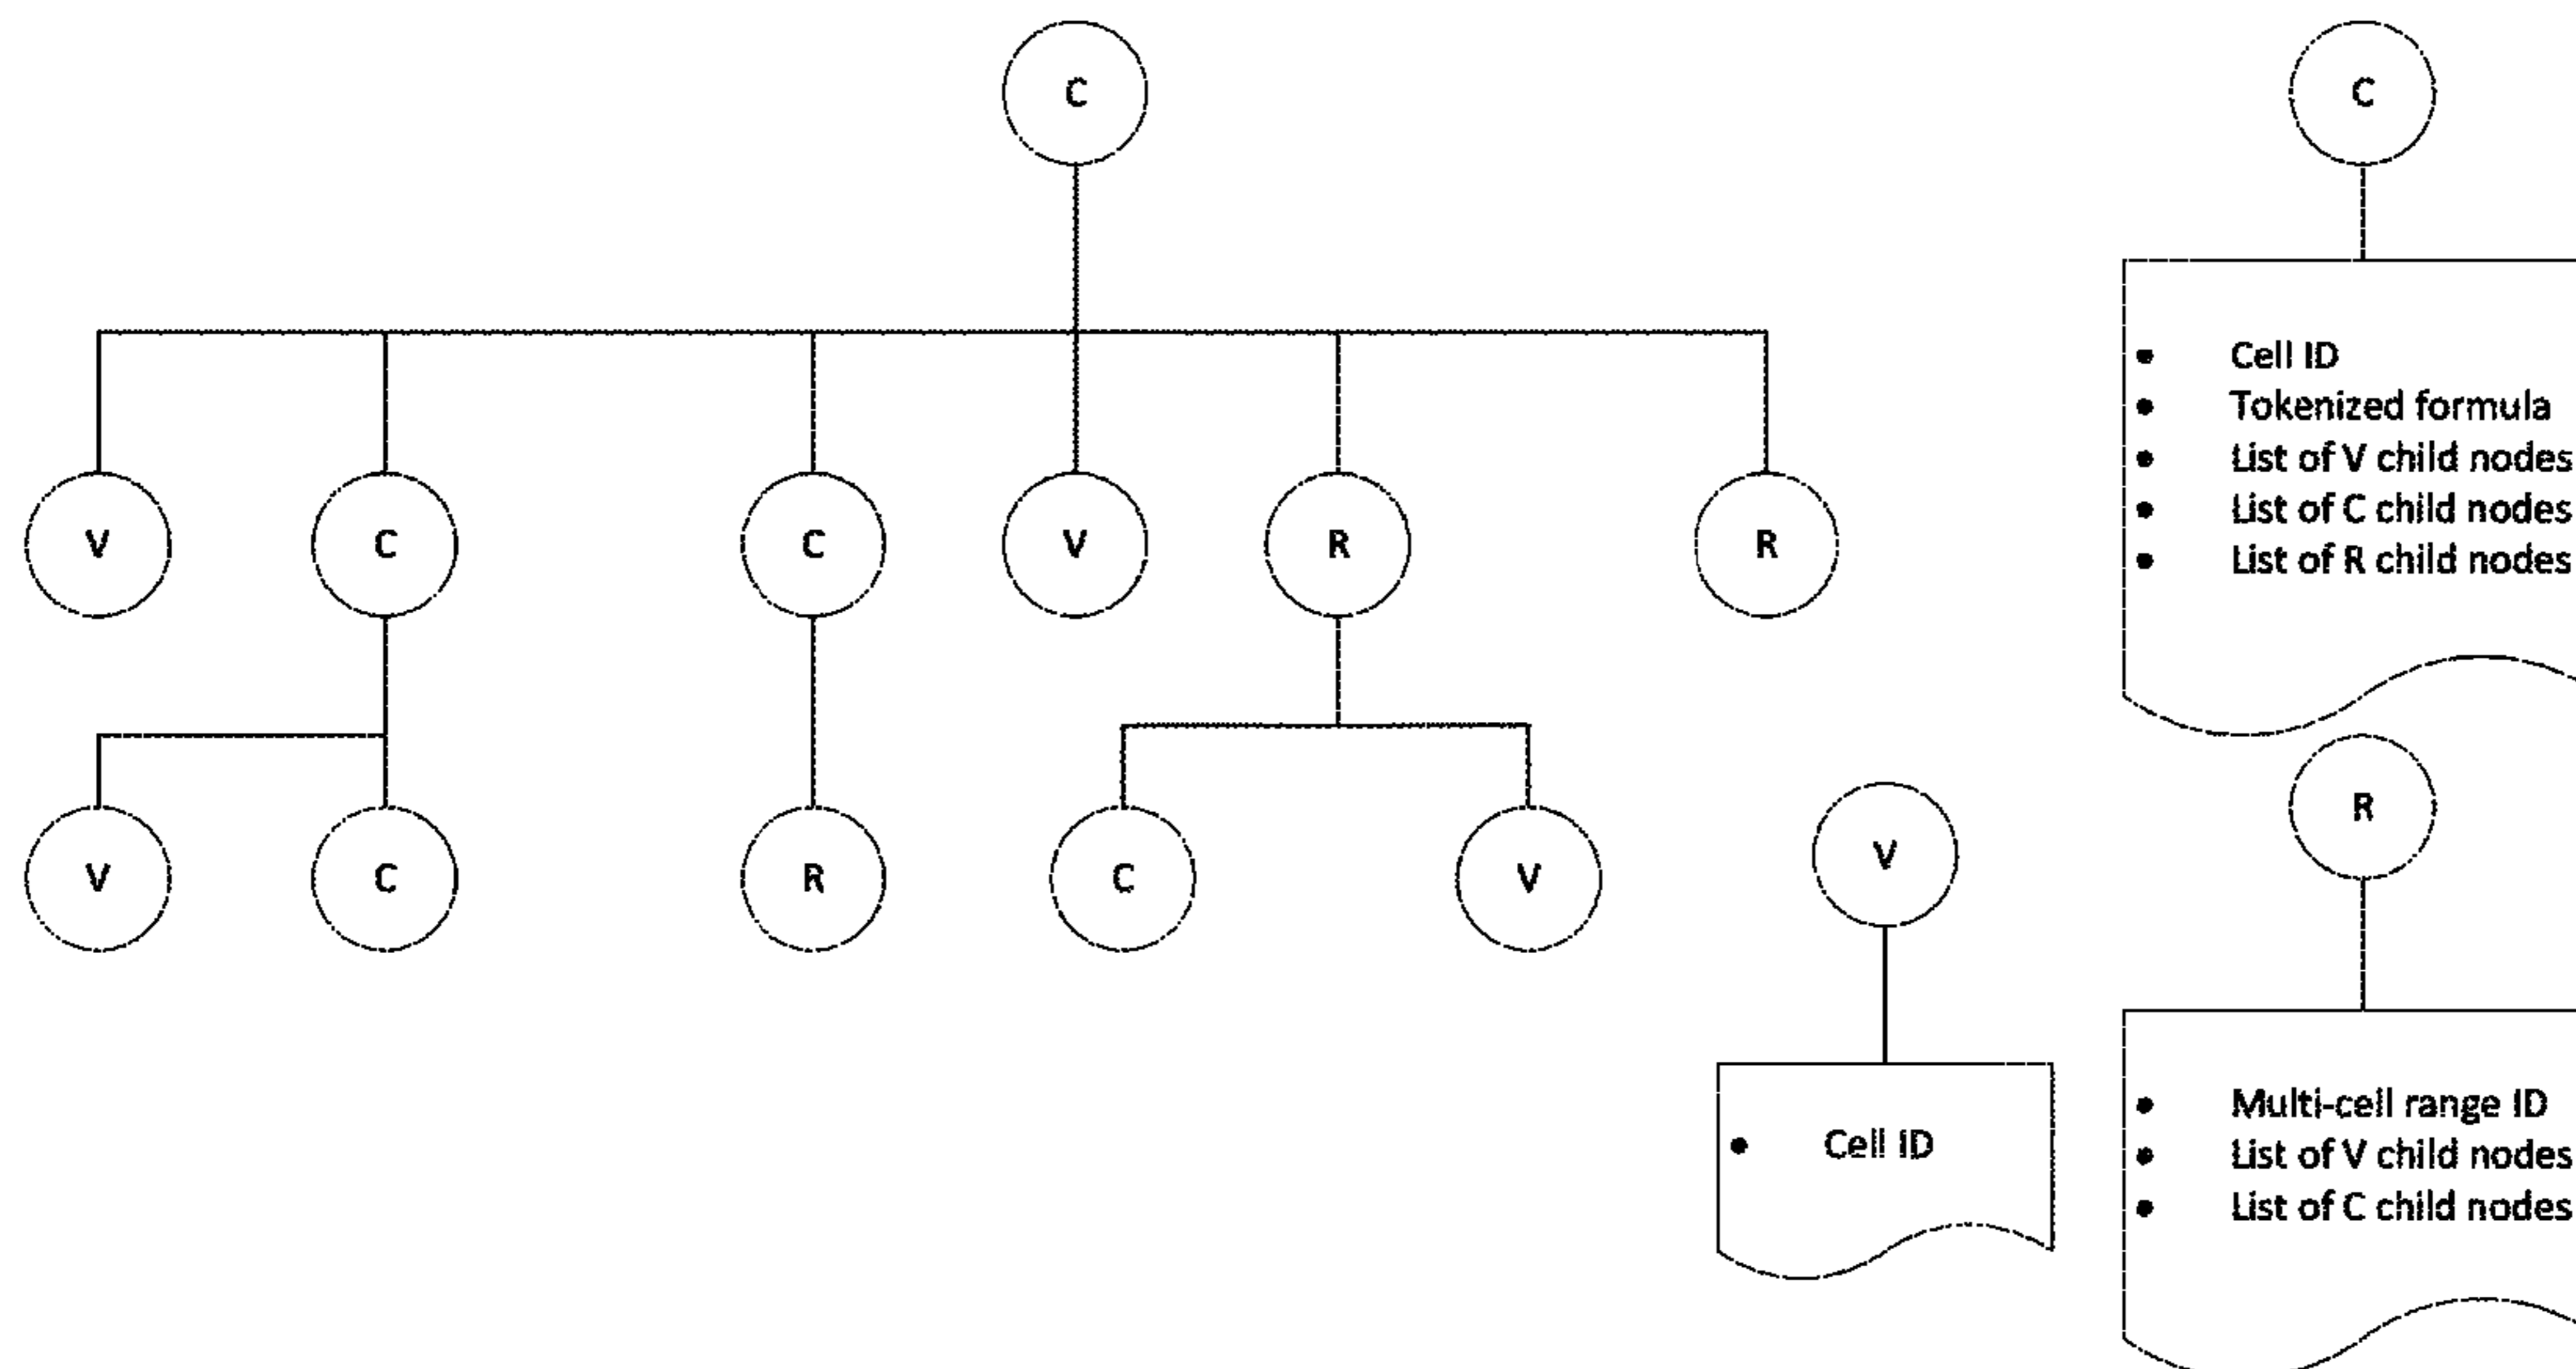 C
C
• Cell ID
• Tokenized formula
• List of V child nodes
• List of C child nodes
• List of R child nodes
V
C
C
V
R
R
V
C
R
C
V
V
R
• Cell ID
• Multi-cell range ID
• List of V child nodes
• List of C child nodes